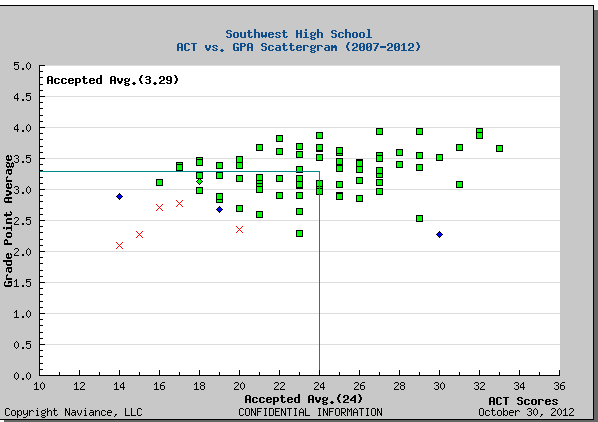 Southwest High School
ACT vs. GPA Scattergram (2007-2012)
5.0
Accepted Avg.(3.29)
4.5
4.0
3.5
3.0
2.5
2.0
1.5
1.0
0.5
0.0
Grade Point Average
10 12 14 16 18 20 22 24 26 28 30 32 34 36
Accepted Avg.(24) ACT Scores
Copyright Naviance, LLC CONFIDENTIAL INFORMATION October 30, 2012